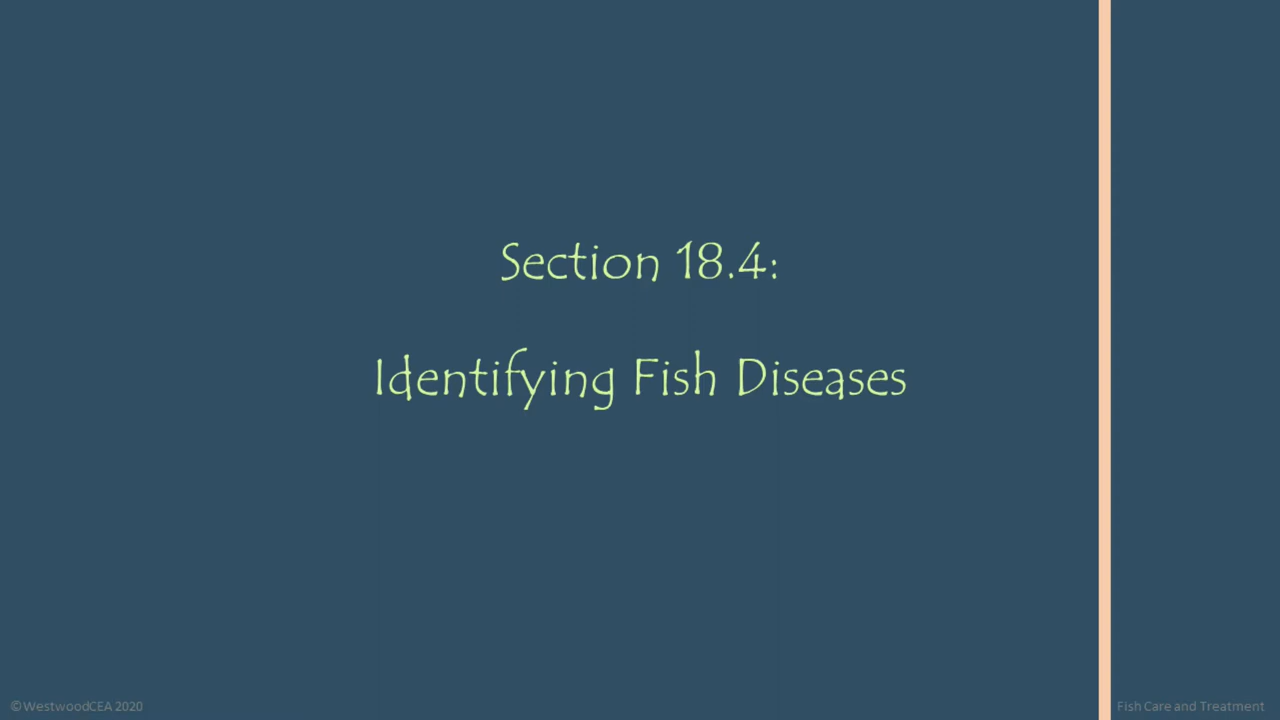 Section 18.4:
Identifying Fish Diseases
©WestwoodCEA 2020
Fish Care and Treatment